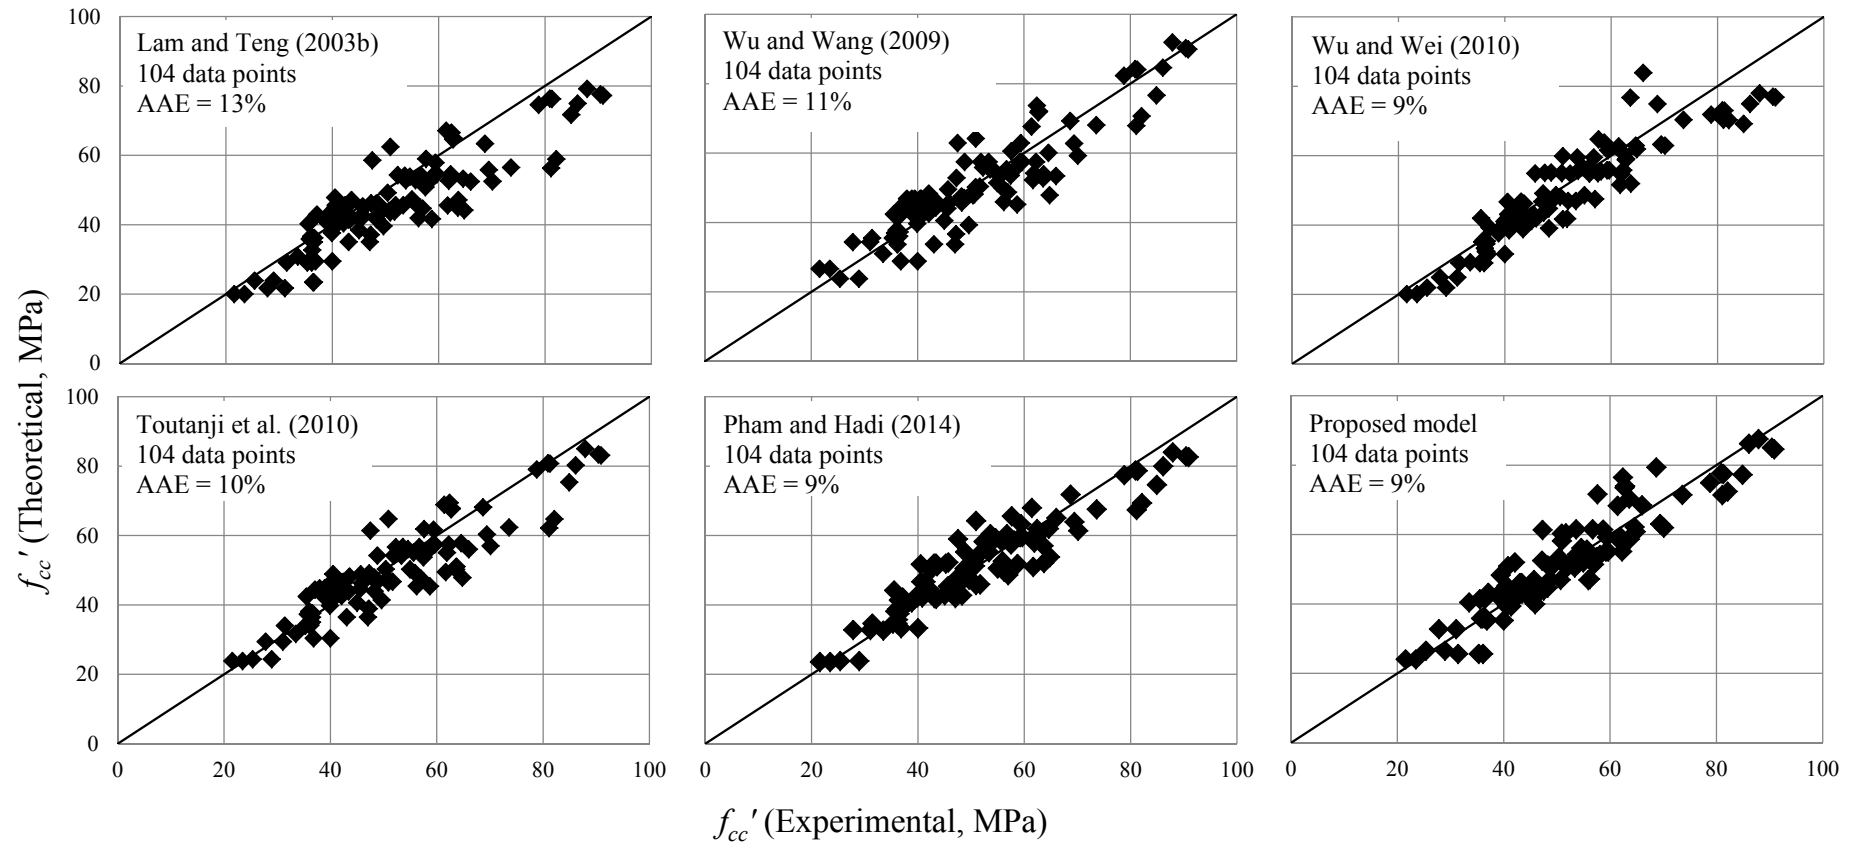 Lam and Teng (2003b)
104 data points
AAE = 13%
Wu and Wang (2009)
104 data points
AAE = 11%
Wu and Wei (2010)
104 data points
AAE = 9%
100
80
60
40
20
0
Toutanji et al. (2010)
104 data points
AAE = 10%
Pham and Hadi (2014)
104 data points
AAE = 9%
Proposed model
104 data points
AAE = 9%
100
80
60
40
20
0
0 20 40 60 80 100
0 20 40 60 80 100
0 20 40 60 80 100
fcc' (Theoretical, MPa)
fcc' (Experimental, MPa)